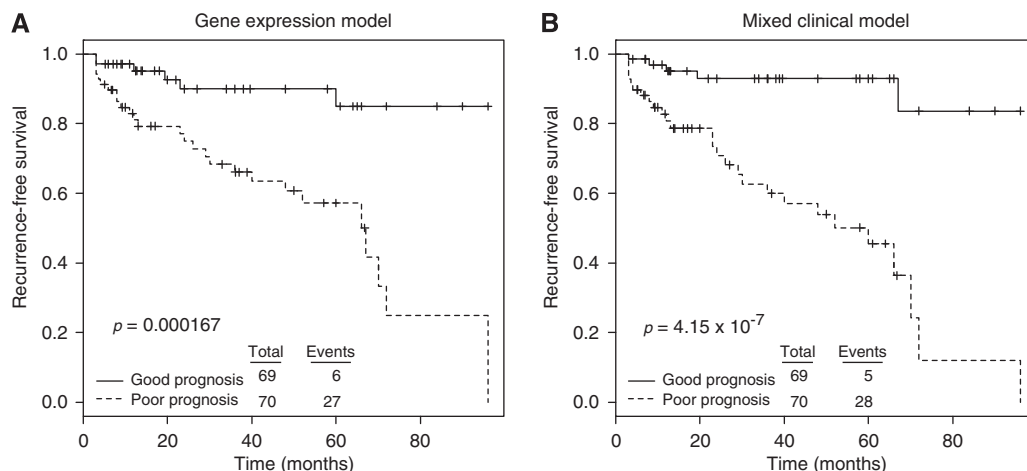 A
Gene expression model
Recurrence-free survival
1.0
0.8
0.6
0.4
0.2
0.0
p = 0.000167
Total Events
Good prognosis 69 6
Poor prognosis 70 27
0 20 40 60 80
Time (months)
B
Mixed clinical model
Recurrence-free survival
1.0
0.8
0.6
0.4
0.2
0.0
p = 4.15 x 10-7
Total Events
Good prognosis 69 5
Poor prognosis 70 28
0 20 40 60 80
Time (months)